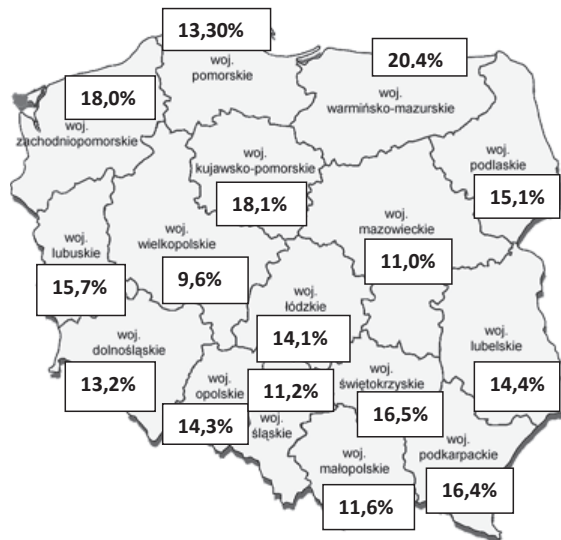 13,30%
woj.
pomorskie
20,4%
woj.
warmińsko-mazurskie
18,0%
woj.
zachodniopomorskie
woj.
kujawsko-pomorskie
18,1%
woj.
podlaskie
15,1%
woj.
mazowieckie
11,0%
woj.
lubuskie
15,7%
woj.
wielkopolskie
9,6%
woj.
łódzkie
14,1%
woj.
lubelskie
14,4%
woj.
dolnośląskie
13,2%
woj.
opolskie
14,3%
11,2%
woj.
śląskie
woj.
świętokrzyskie
16,5%
woj.
małopolskie
11,6%
woj.
podkarpackie
16,4%